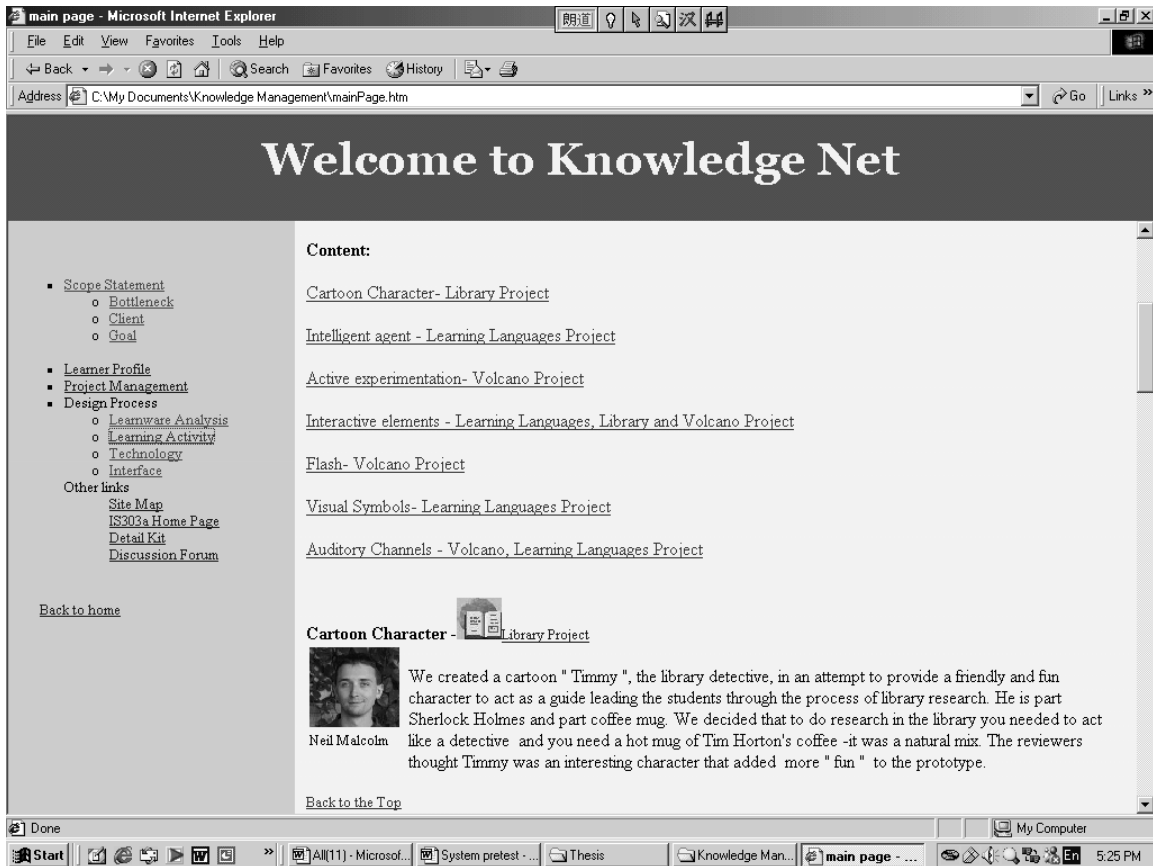 main page - Microsoft Internet Explorer
朗道 汉
File Edit View Favorites Tools Help
Back Search Favorites History
Address C:\My Documents\Knowledge Management\mainPage.htm Go Links »
Welcome to Knowledge Net
Scope Statement
o Bottleneck
o Client
o Goal
Learner Profile
Project Management
Design Process
o Learnware Analysis
o Learning Activity
o Technology
o Interface
Other links
Site Map
IS303a Home Page
Detail Kit
Discussion Forum
Back to home
Content:
Cartoon Character- Library Project
Intelligent agent - Learning Languages Project
Active experimentation- Volcano Project
Interactive elements - Learning Languages, Library and Volcano Project
Flash- Volcano Project
Visual Symbols- Learning Languages Project
Auditory Channels - Volcano, Learning Languages Project
Cartoon Character - Library Project
Neil Malcolm
We created a cartoon " Timmy ", the library detective, in an attempt to provide a friendly and fun
character to act as a guide leading the students through the process of library research. He is part
Sherlock Holmes and part coffee mug. We decided that to do research in the library you needed to act
like a detective and you need a hot mug of Tim Horton's coffee -it was a natural mix. The reviewers
thought Timmy was an interesting character that added more " fun " to the prototype.
Back to the Top
Done My Computer
Start » All(11) - Microsof... System pretest - ... Thesis Knowledge Man... main page - ... En 5:25 PM